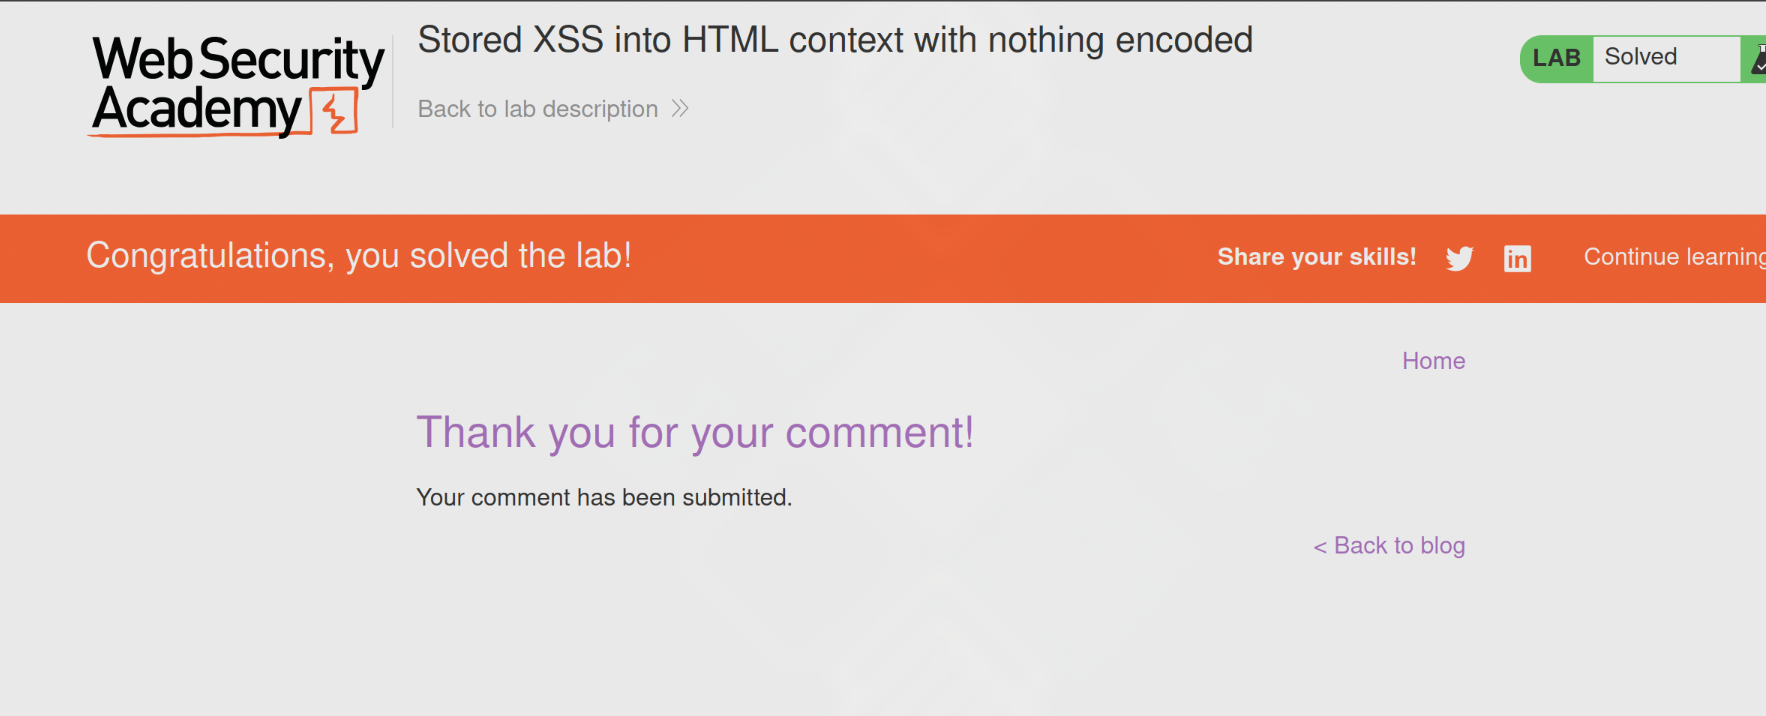 Web Security
Academy
Stored XSS into HTML context with nothing encoded
Back to lab description
LAB
Solved
Congratulations, you solved the lab!
Share your skills!
in
Continue learning
Home
Thank you for your comment!
Your comment has been submitted.
< Back to blog